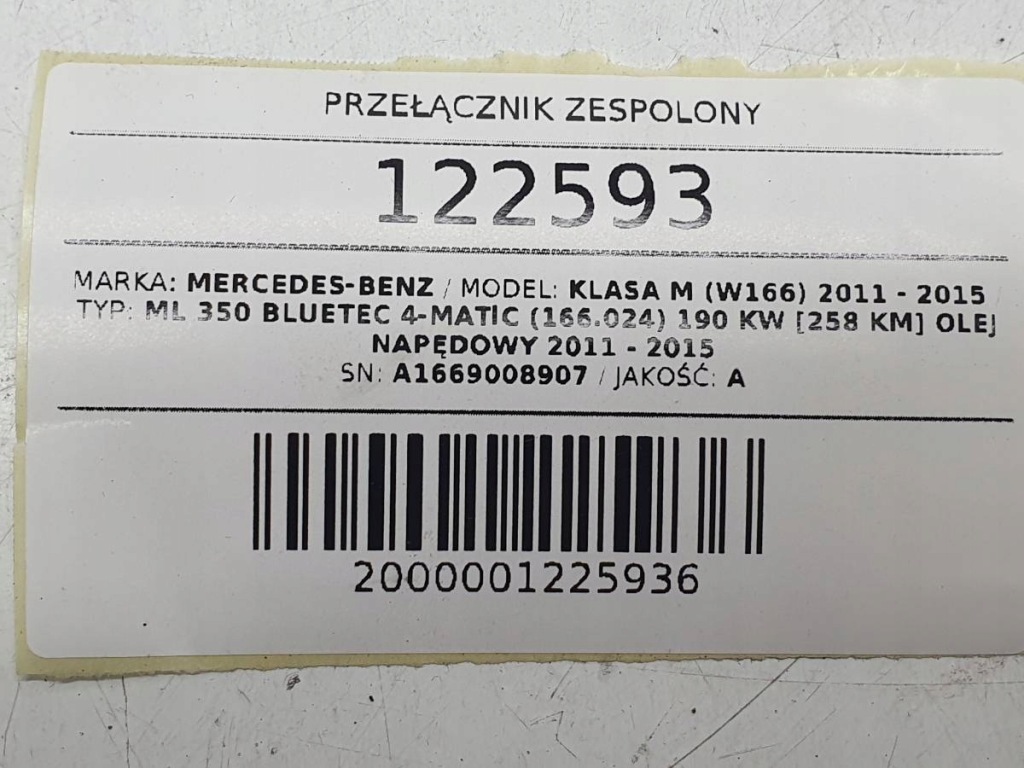 PRZEŁĄCZNIK ZESPOLONY
122593
MARKA: MERCEDES-BENZ / MODEL: KLASA M (W166) 2011 - 2015
TYP: ML 350 BLUETEC 4-MATIC (166.024) 190 KW [258 KM] OLEJ
NAPĘDOWY 2011 - 2015
SN: A1669008907 / JAKOŚĆ: A
2000001225936